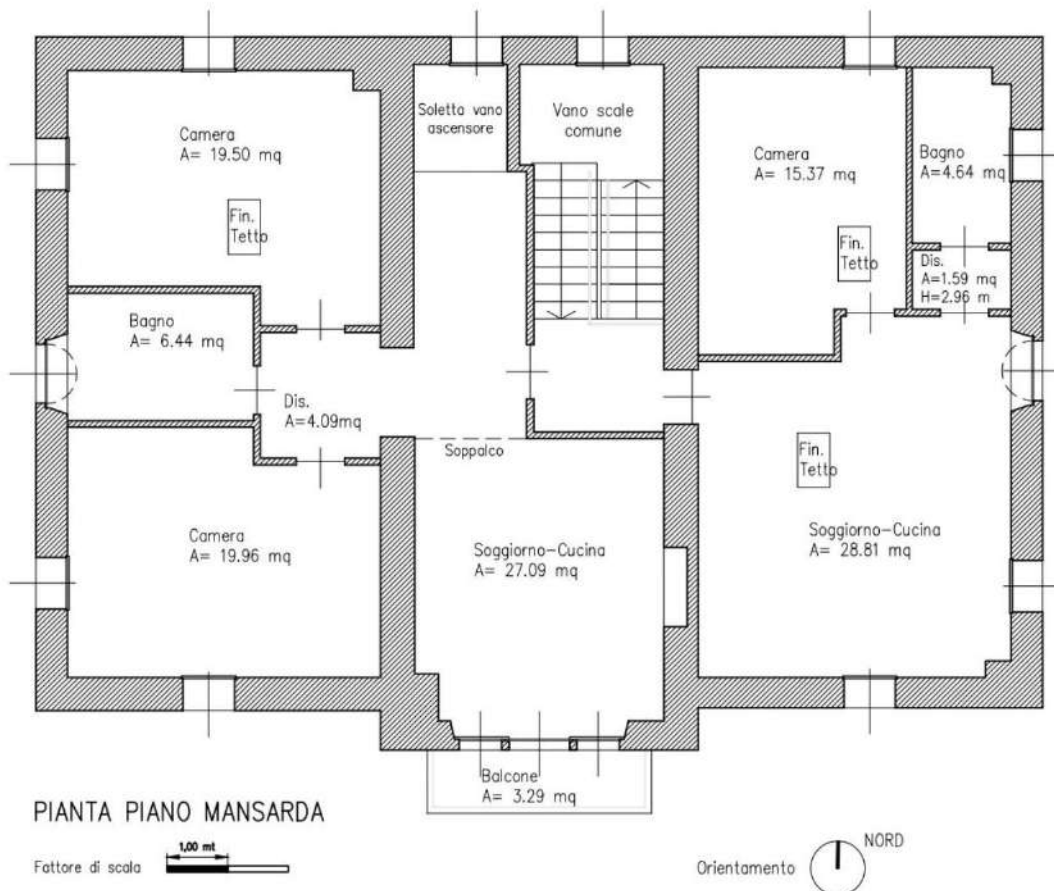 Camera
A= 19.50 mq
Fin.
Tetto
Soletta vano
ascensore
Vano scale
comune
Camera
A= 15.37 mq
Fin.
Tetto
Bagno
A=4.64 mq
Dis.
A=1.59 mq
H=2.96 m
Bagno
A= 6.44 mq
Dis.
A=4.09mq
Soppalco
Fin.
Tetto
Camera
A= 19.96 mq
Soggiorno-Cucina
A= 27.09 mq
Soggiorno-Cucina
A= 28.81 mq
Balcone
A= 3.29 mq
PIANTA PIANO MANSARDA
Fattore di scala
1,00 mt
Orientamento
NORD